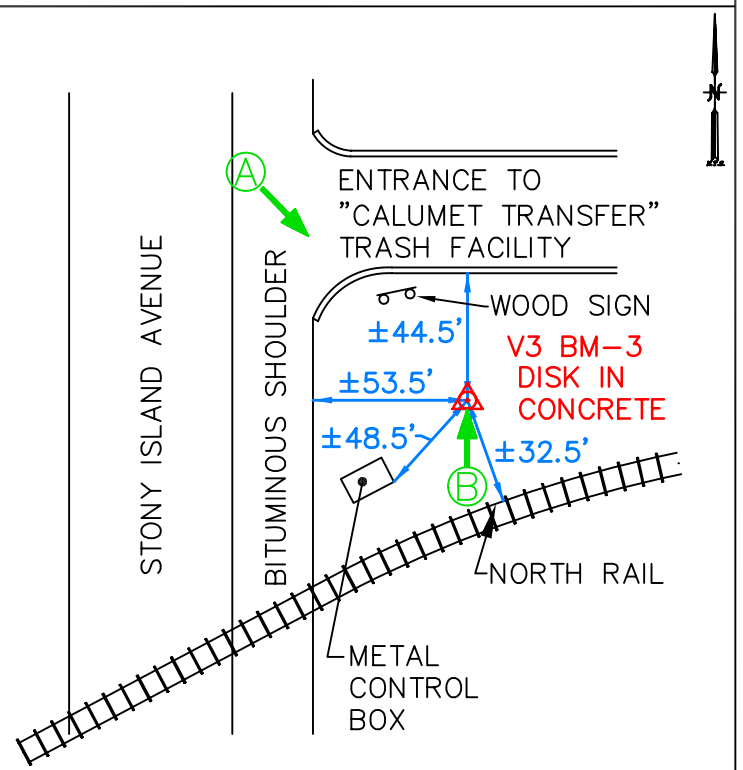 N
A
ENTRANCE TO
"CALUMET TRANSFER"
TRASH FACILITY
STONY ISLAND AVENUE
BITUMINOUS SHOULDER
WOOD SIGN
±44.5'
V3 BM-3
DISK IN
CONCRETE
±53.5'
±48.5'
±32.5'
B
NORTH RAIL
METAL
CONTROL
BOX